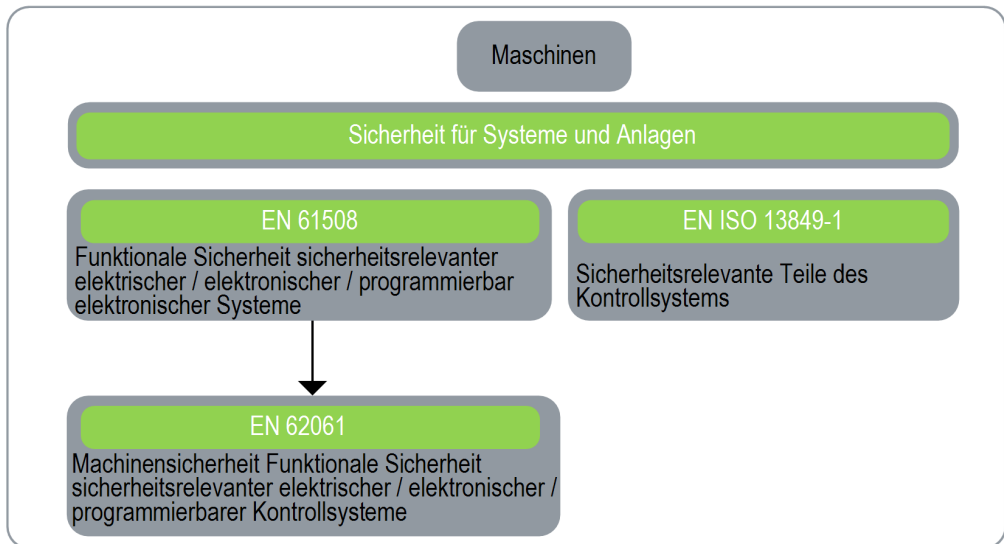 Maschinen
Sicherheit für Systeme und Anlagen
EN 61508
Funktionale Sicherheit sicherheitsrelevanter
elektrischer / elektronischer / programmierbar
elektronischer Systeme
EN ISO 13849-1
Sicherheitsrelevante Teile des
Kontrollsystems
EN 62061
Machinensicherheit Funktionale Sicherheit
sicherheitsrelevanter elektrischer / elektronischer /
programmierbarer Kontrollsysteme